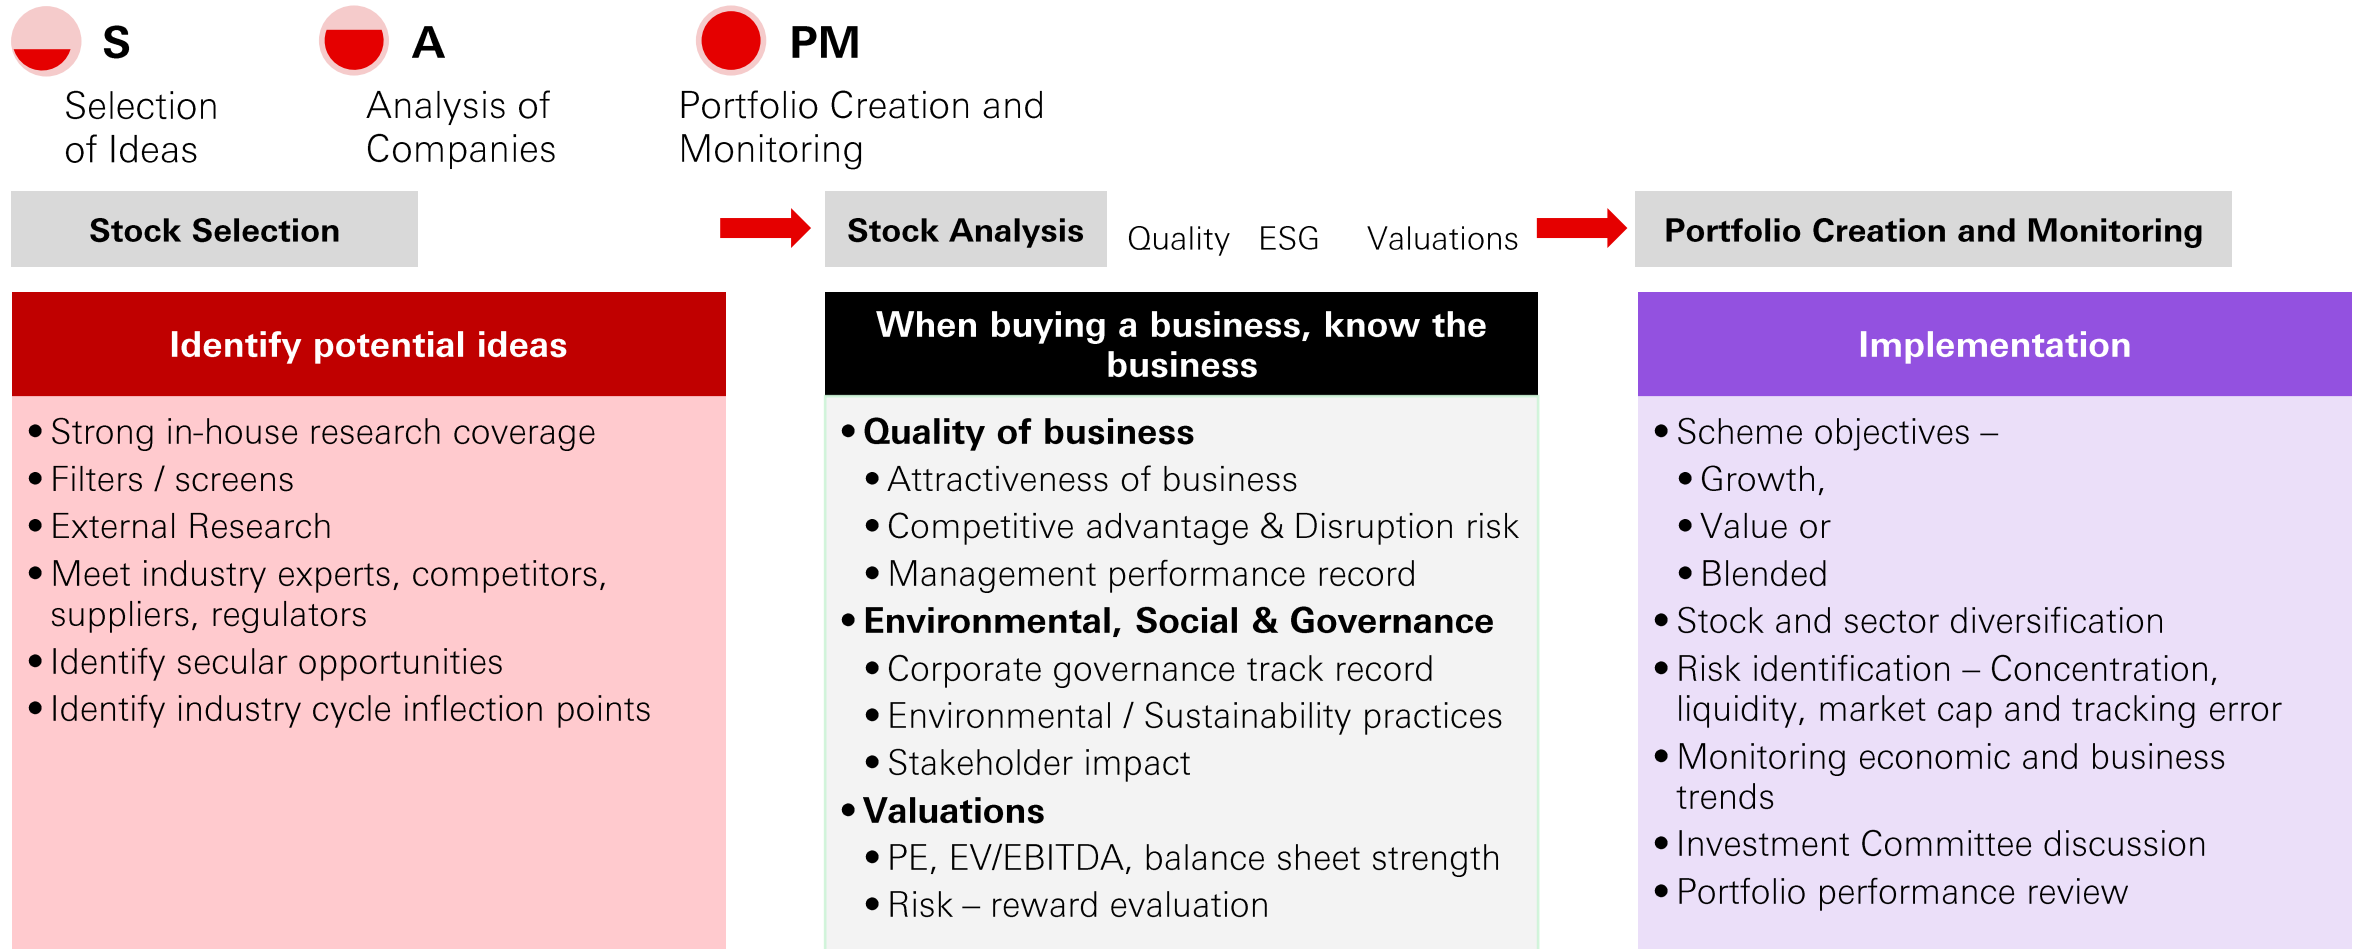 S
Selection
of Ideas
A
Analysis of
Companies
PM
Portfolio Creation and
Monitoring
Stock Selection
Stock Analysis
Quality
ESG
Valuations
Portfolio Creation and Monitoring
Identify potential ideas
• Strong in-house research coverage
• Filters / screens
• External Research
• Meet industry experts, competitors,
suppliers, regulators
• Identify secular opportunities
• Identify industry cycle inflection points
When buying a business, know the
business
• Quality of business
• Attractiveness of business
• Competitive advantage & Disruption risk
• Management performance record
• Environmental, Social & Governance
• Corporate governance track record
• Environmental / Sustainability practices
• Stakeholder impact
• Valuations
• PE, EV/EBITDA, balance sheet strength
• Risk – reward evaluation
Implementation
• Scheme objectives –
• Growth,
• Value or
• Blended
• Stock and sector diversification
• Risk identification – Concentration,
liquidity, market cap and tracking error
• Monitoring economic and business
trends
• Investment Committee discussion
• Portfolio performance review